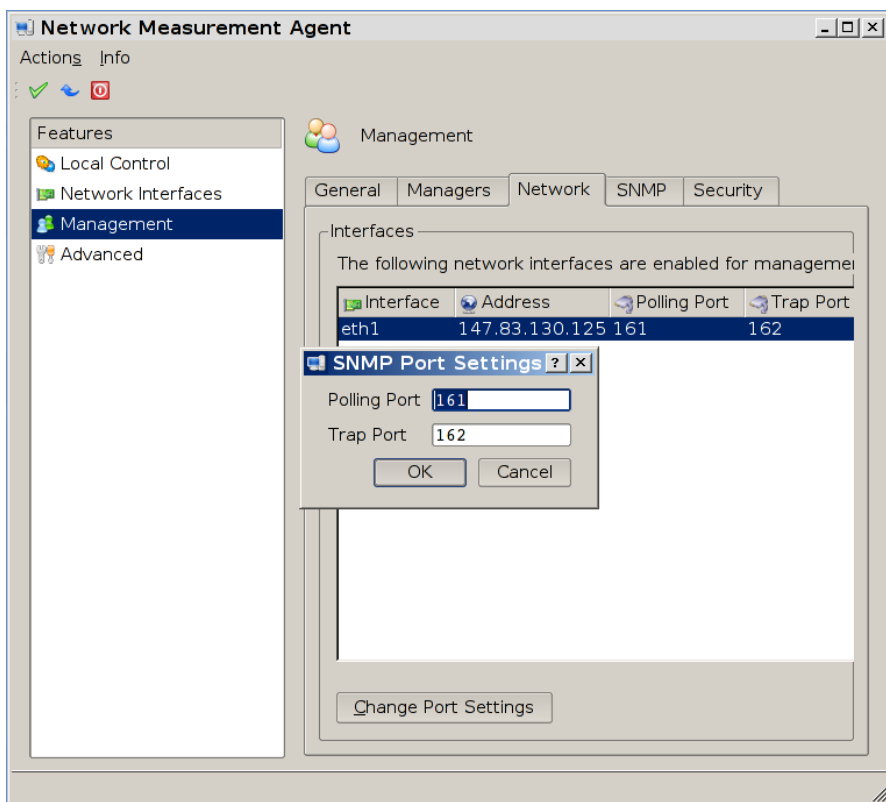 Network Measurement Agent
Actions Info
Features
Local Control
Network Interfaces
Management
Advanced
Management
General Managers Network SNMP Security
Interfaces
The following network interfaces are enabled for
Interface Address Polling Port Trap Port
eth1 147.83.130.125 161 162
SNMP Port Settings
Polling Port 161
Trap Port 162
OK Cancel
Change Port Settings